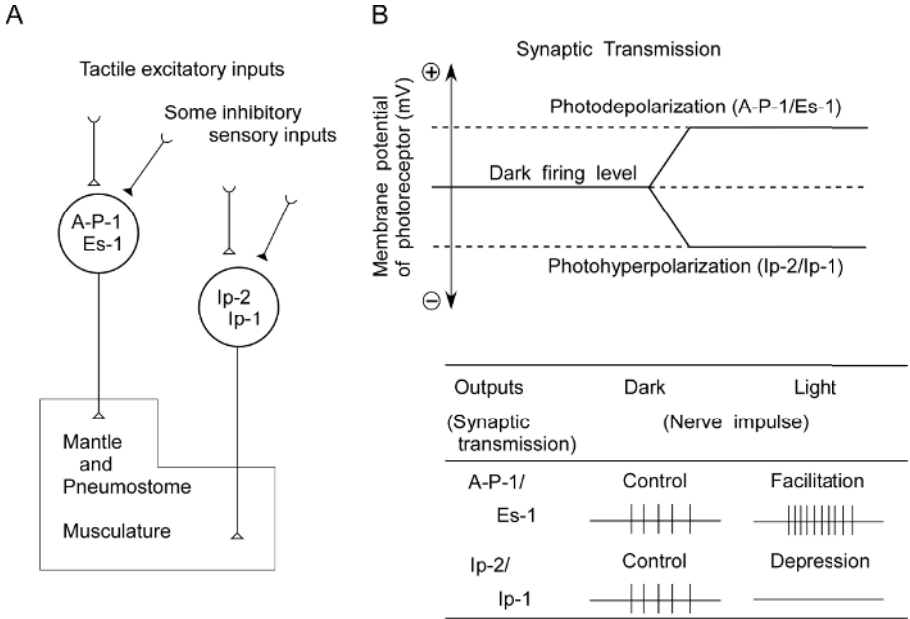 A
Tactile excitatory inputs
Some inhibitory
sensory inputs
A-P-1
Es-1
Ip-2
Ip-1
Mantle
and
Pneumostome
Musculature
B
Synaptic Transmission
Membrane potential
of photoreceptor (mV)
+
Photodepolarization (A-P-1/Es-1)
Dark firing level
Photohyperpolarization (Ip-2/Ip-1)
−
Outputs Dark Light
(Synaptic (Nerve impulse)
transmission)
A-P-1/ Control Facilitation
Es-1
Ip-2/ Control Depression
Ip-1